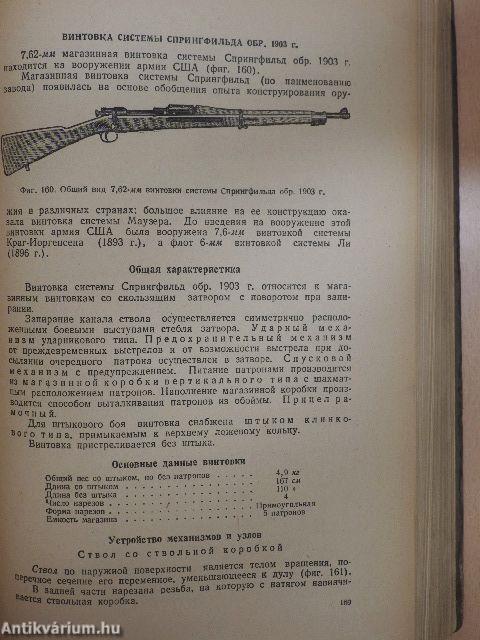 ВИНТОВКА СИСТЕМЫ СПРИНГФИЛЬДА ОБР. 1903 г.
7,62-мм магазинная винтовка системы Спрингфильд обр. 1903 г.
находится на вооружении армии США (фиг. 160).
Магазинная винтовка системы Спрингфильд (по наименованию
завода) появилась на основе обобщения опыта конструирования ору-
Фиг. 160. Общий вид 7,62-мм винтовки системы Спрингфильда обр. 1903 г.
жия в различных странах; большое влияние на ее конструкцию ока-
зала винтовка системы Маузера. До введения на вооружение этой
винтовки армия США была вооружена 7,6-мм винтовкой системы
Краг-Иоргенсена (1893 г.), а флот 6-мм винтовкой системы Ли
(1896 г.).
Общая характеристика
Винтовка системы Спрингфильд обр. 1903 г. относится к мага-
зинным винтовкам со скользящим затвором с поворотом при запи-
рании.
Запирание канала ствола осуществляется симметрично располо-
женными боевыми выступами стебля затвора. Ударный меха-
низм ударникового типа. Предохранительный механизм
от преждевременных выстрелов и от возможности выстрела при до-
сылании очередного патрона осуществлен в затворе. Спусковой
механизм с предупреждением. Питание патронами производится
из магазинной коробки вертикального типа с шахмат-
ным расположением патронов. Наполнение магазинной коробки произ-
водится способом выталкивания патронов из обоймы. Прицел ра-
мочный.
Для штыкового боя винтовка снабжена штыком клинко-
вого типа, примыкаемым к верхнему ложевому кольцу.
Винтовка пристреливается без штыка.
Основные данные винтовки
Общий вес со штыком, но без патронов . . . . . . . . 4,9 кг
Длина со штыком . . . . . . . . 167 см
Длина без штыка . . . . . . . . 110 »
Число нарезов . . . . . . . . 4
Форма нарезов . . . . . . . . Прямоугольная
Емкость магазина . . . . . . . . 5 патронов
Устройство механизмов и узлов
Ствол со ствольной коробкой
Ствол по наружной поверхности является телом вращения, по-
перечное сечение его переменное, уменьшающееся к дулу (фиг. 161).
В задней части нарезана резьба, на которую с натягом навинчи-
вается ствольная коробка.
169
Antikvárium.hu